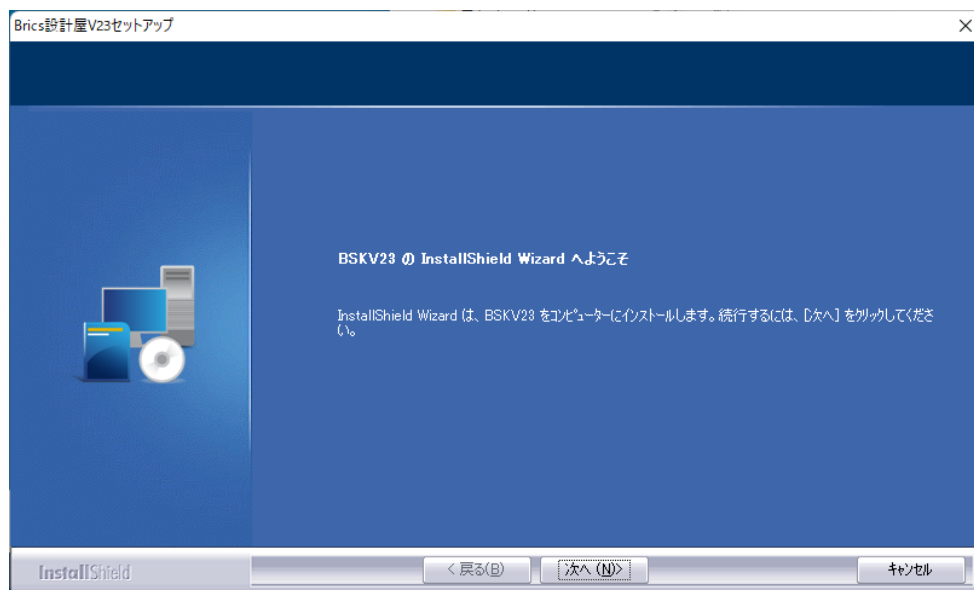 Brics設計屋V23セットアップ
BSKV23 の InstallShield Wizard へようこそ
InstallShield Wizard は、BSKV23 をコンピューターにインストールします。続行するには、[次へ] をクリックしてくださ
い。
InstallShield
< 戻る(B)
次へ (N)>
キャンセル